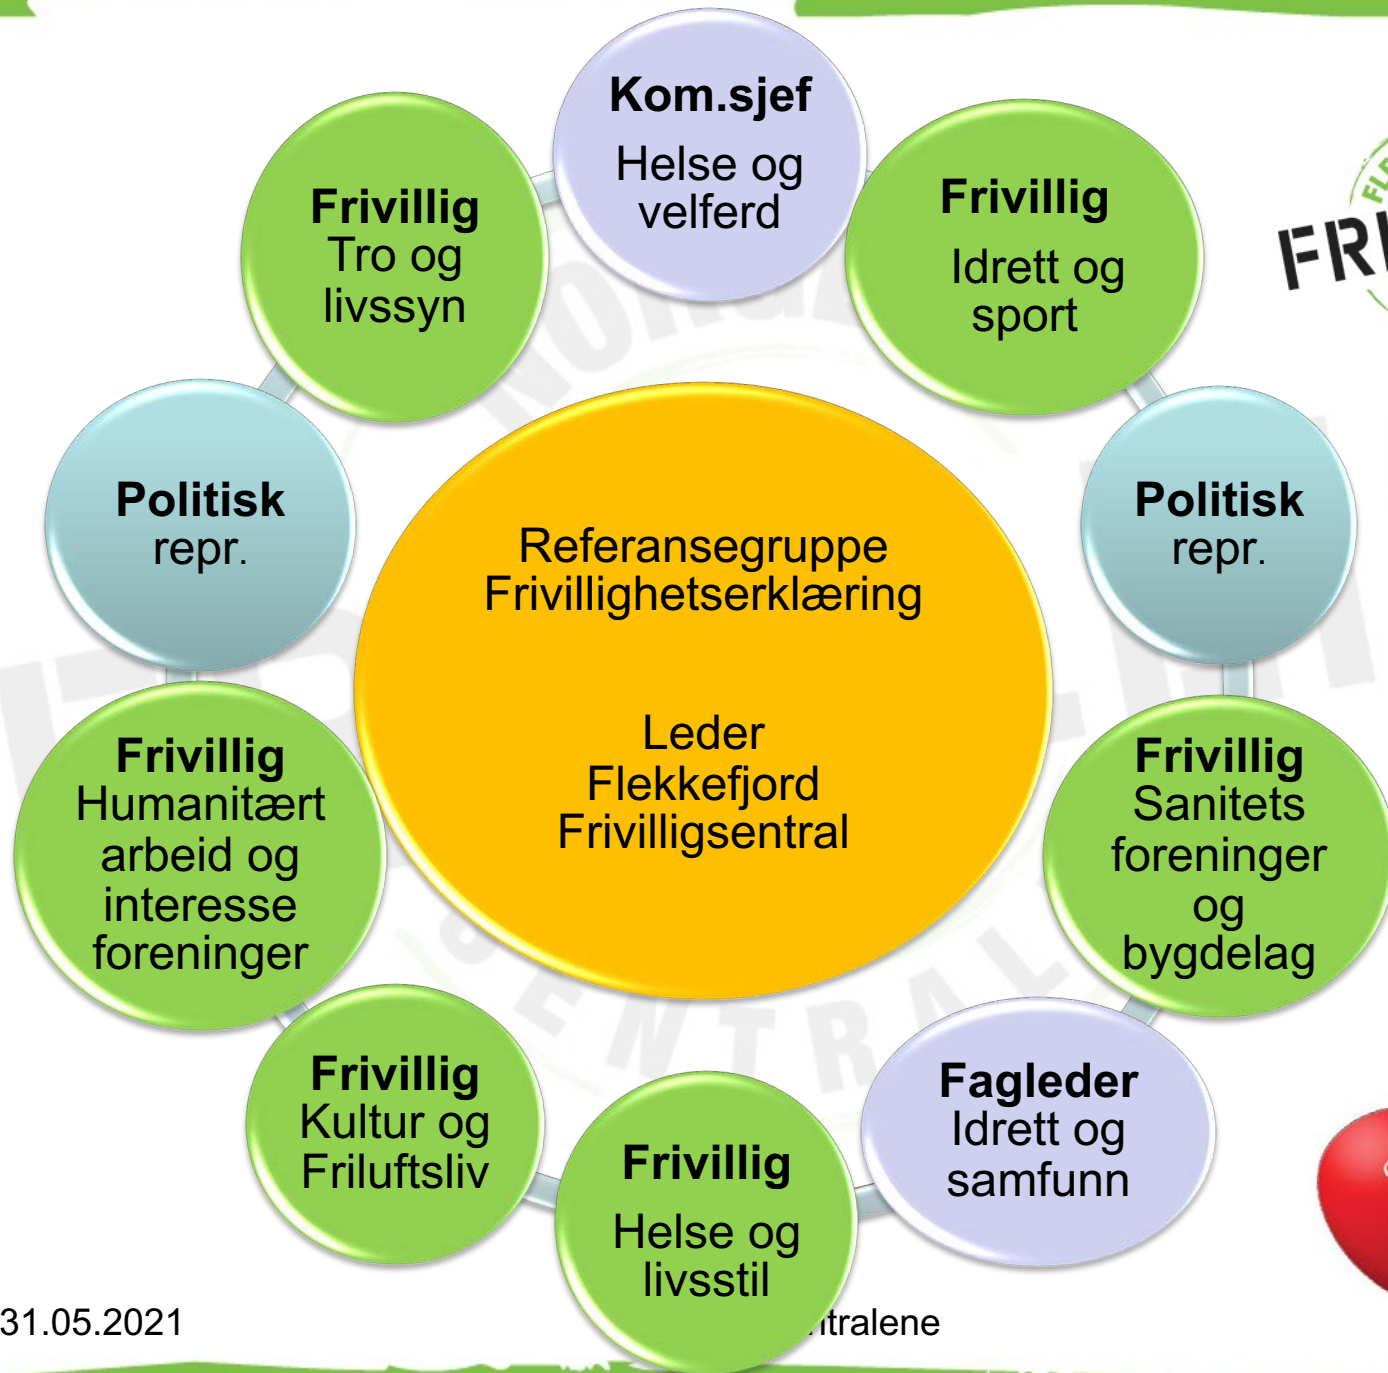 Kom.sjef
Helse og
velferd
Frivillig
Tro og
livssyn
Frivillig
Idrett og
sport
Politisk
repr.
Politisk
repr.
Referansegruppe
Frivillighetserklæring
Leder
Flekkefjord
Frivilligsentral
Frivillig
Humanitært
arbeid og
interesse
foreninger
Frivillig
Sanitets
foreninger
og
bygdelag
Frivillig
Kultur og
Friluftsliv
Frivillig
Helse og
livsstil
Fagleder
Idrett og
samfunn
31.05.2021